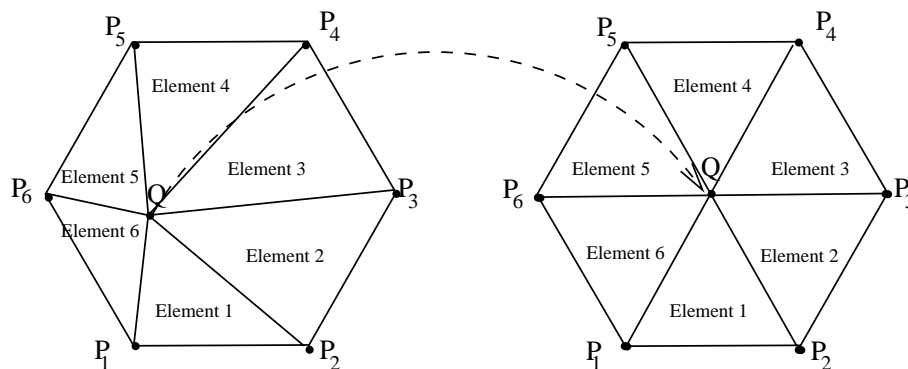 P5 P4 P5 P4
Element 4 Element 4
Element 5 Q Element 3 Element 5 Q Element 3
P6 P3 P6 P3
Element 6 Element 2 Element 6 Element 2
Element 1 Element 1
P1 P2 P1 P2